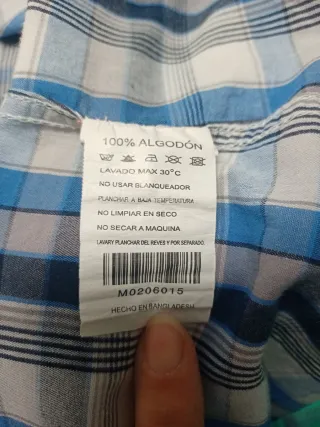 100% ALGODÓN
LAVADO MAX 30°C
NO USAR BLANQUEADOR
PLANCHAR A BAJA TEMPERATURA
NO LIMPIAR EN SECO
NO SECAR A MAQUINA
LAVARY PLANCHAR DEL REVES Y POR SEPARADO.
M0206015
HECHO EN BANGLADESH